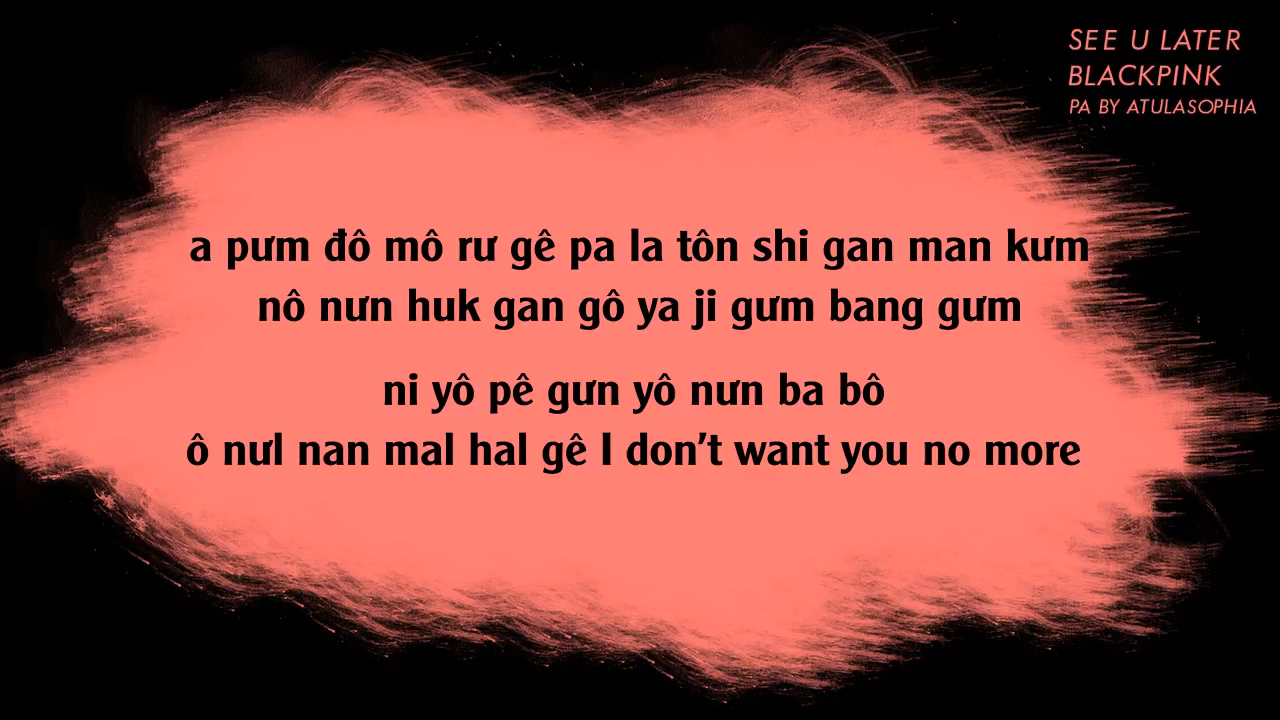 SEE U LATER
BLACKPINK
PA BY ATULASOPHIA
a pưm đô mô rư gê pa la tôn shi gan man kưm
nô nưn huk gan gô ya ji gưm bang gưm
ni yô pê gưn yô nưn ba bô
ô nưl nan mal hal gê I don't want you no more